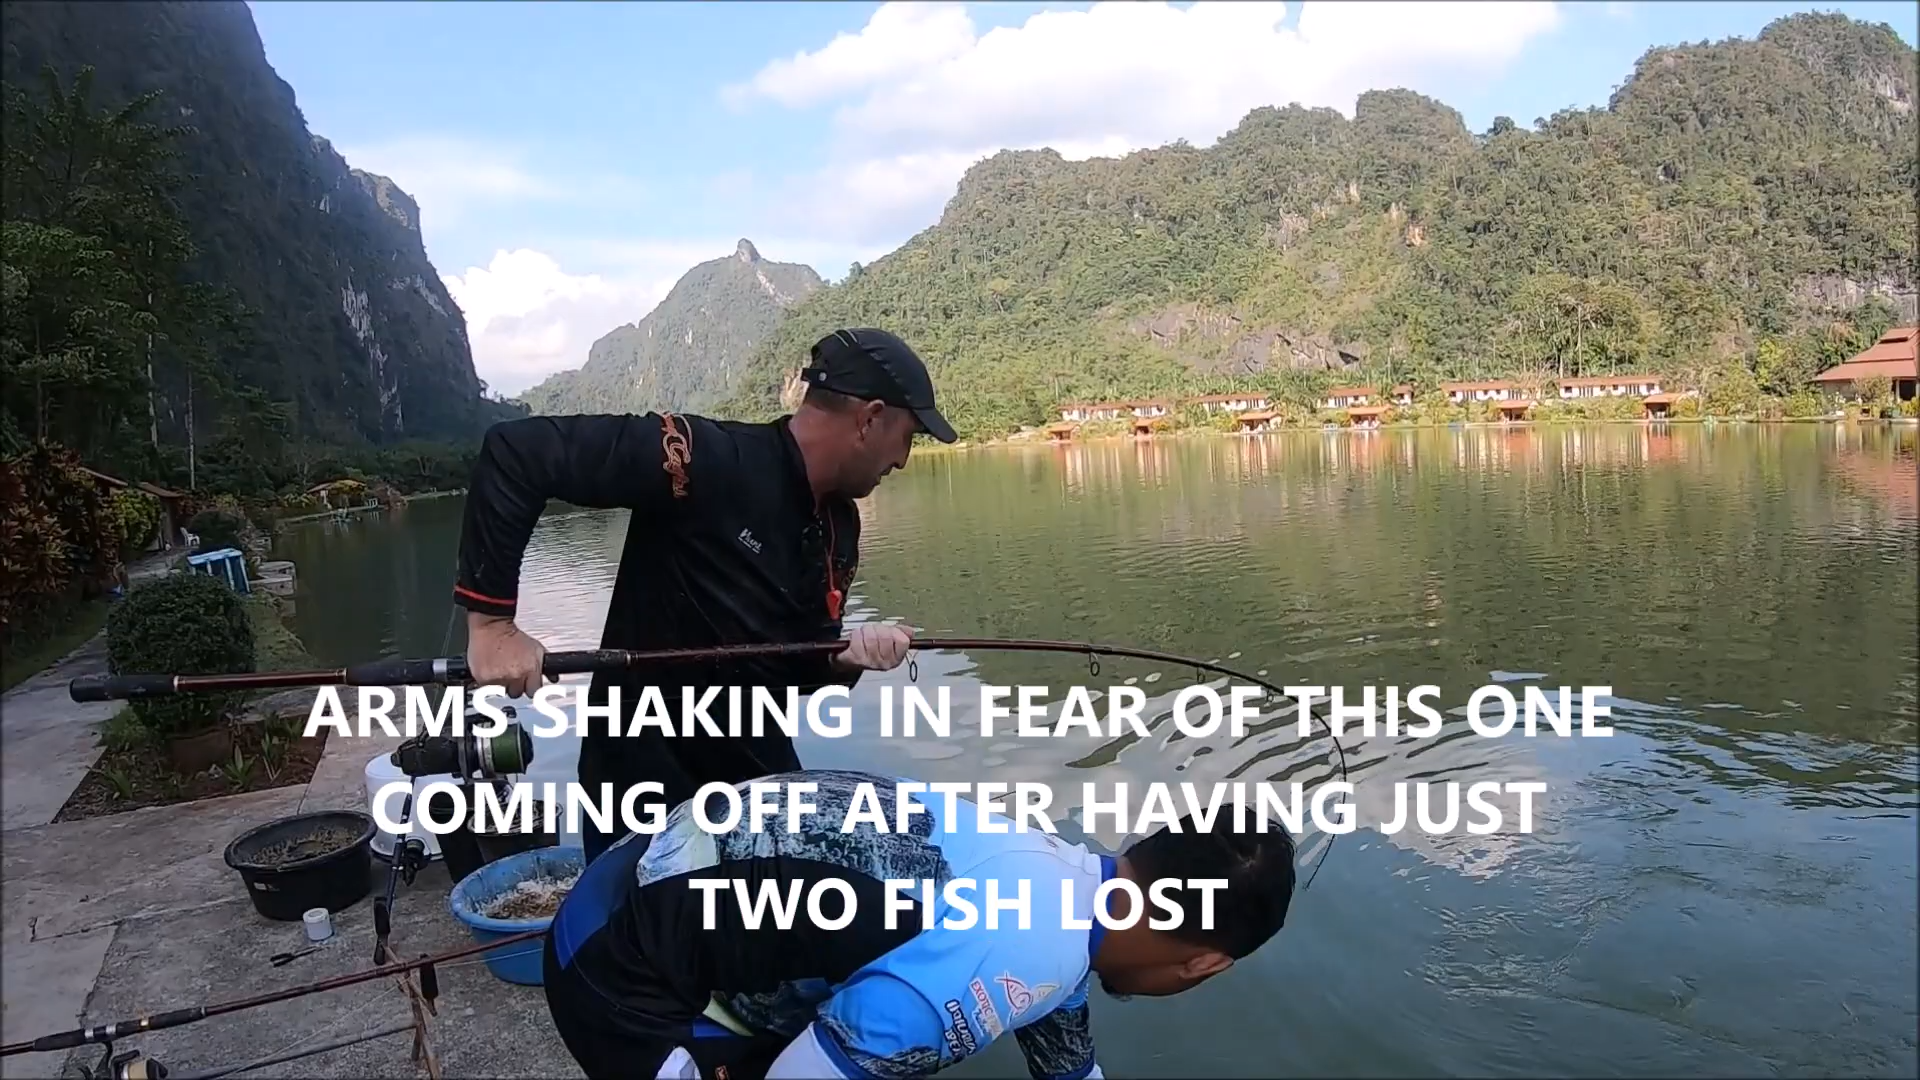 ARMS SHAKING IN FEAR OF THIS ONE
COMING OFF AFTER HAVING JUST
TWO FISH LOST